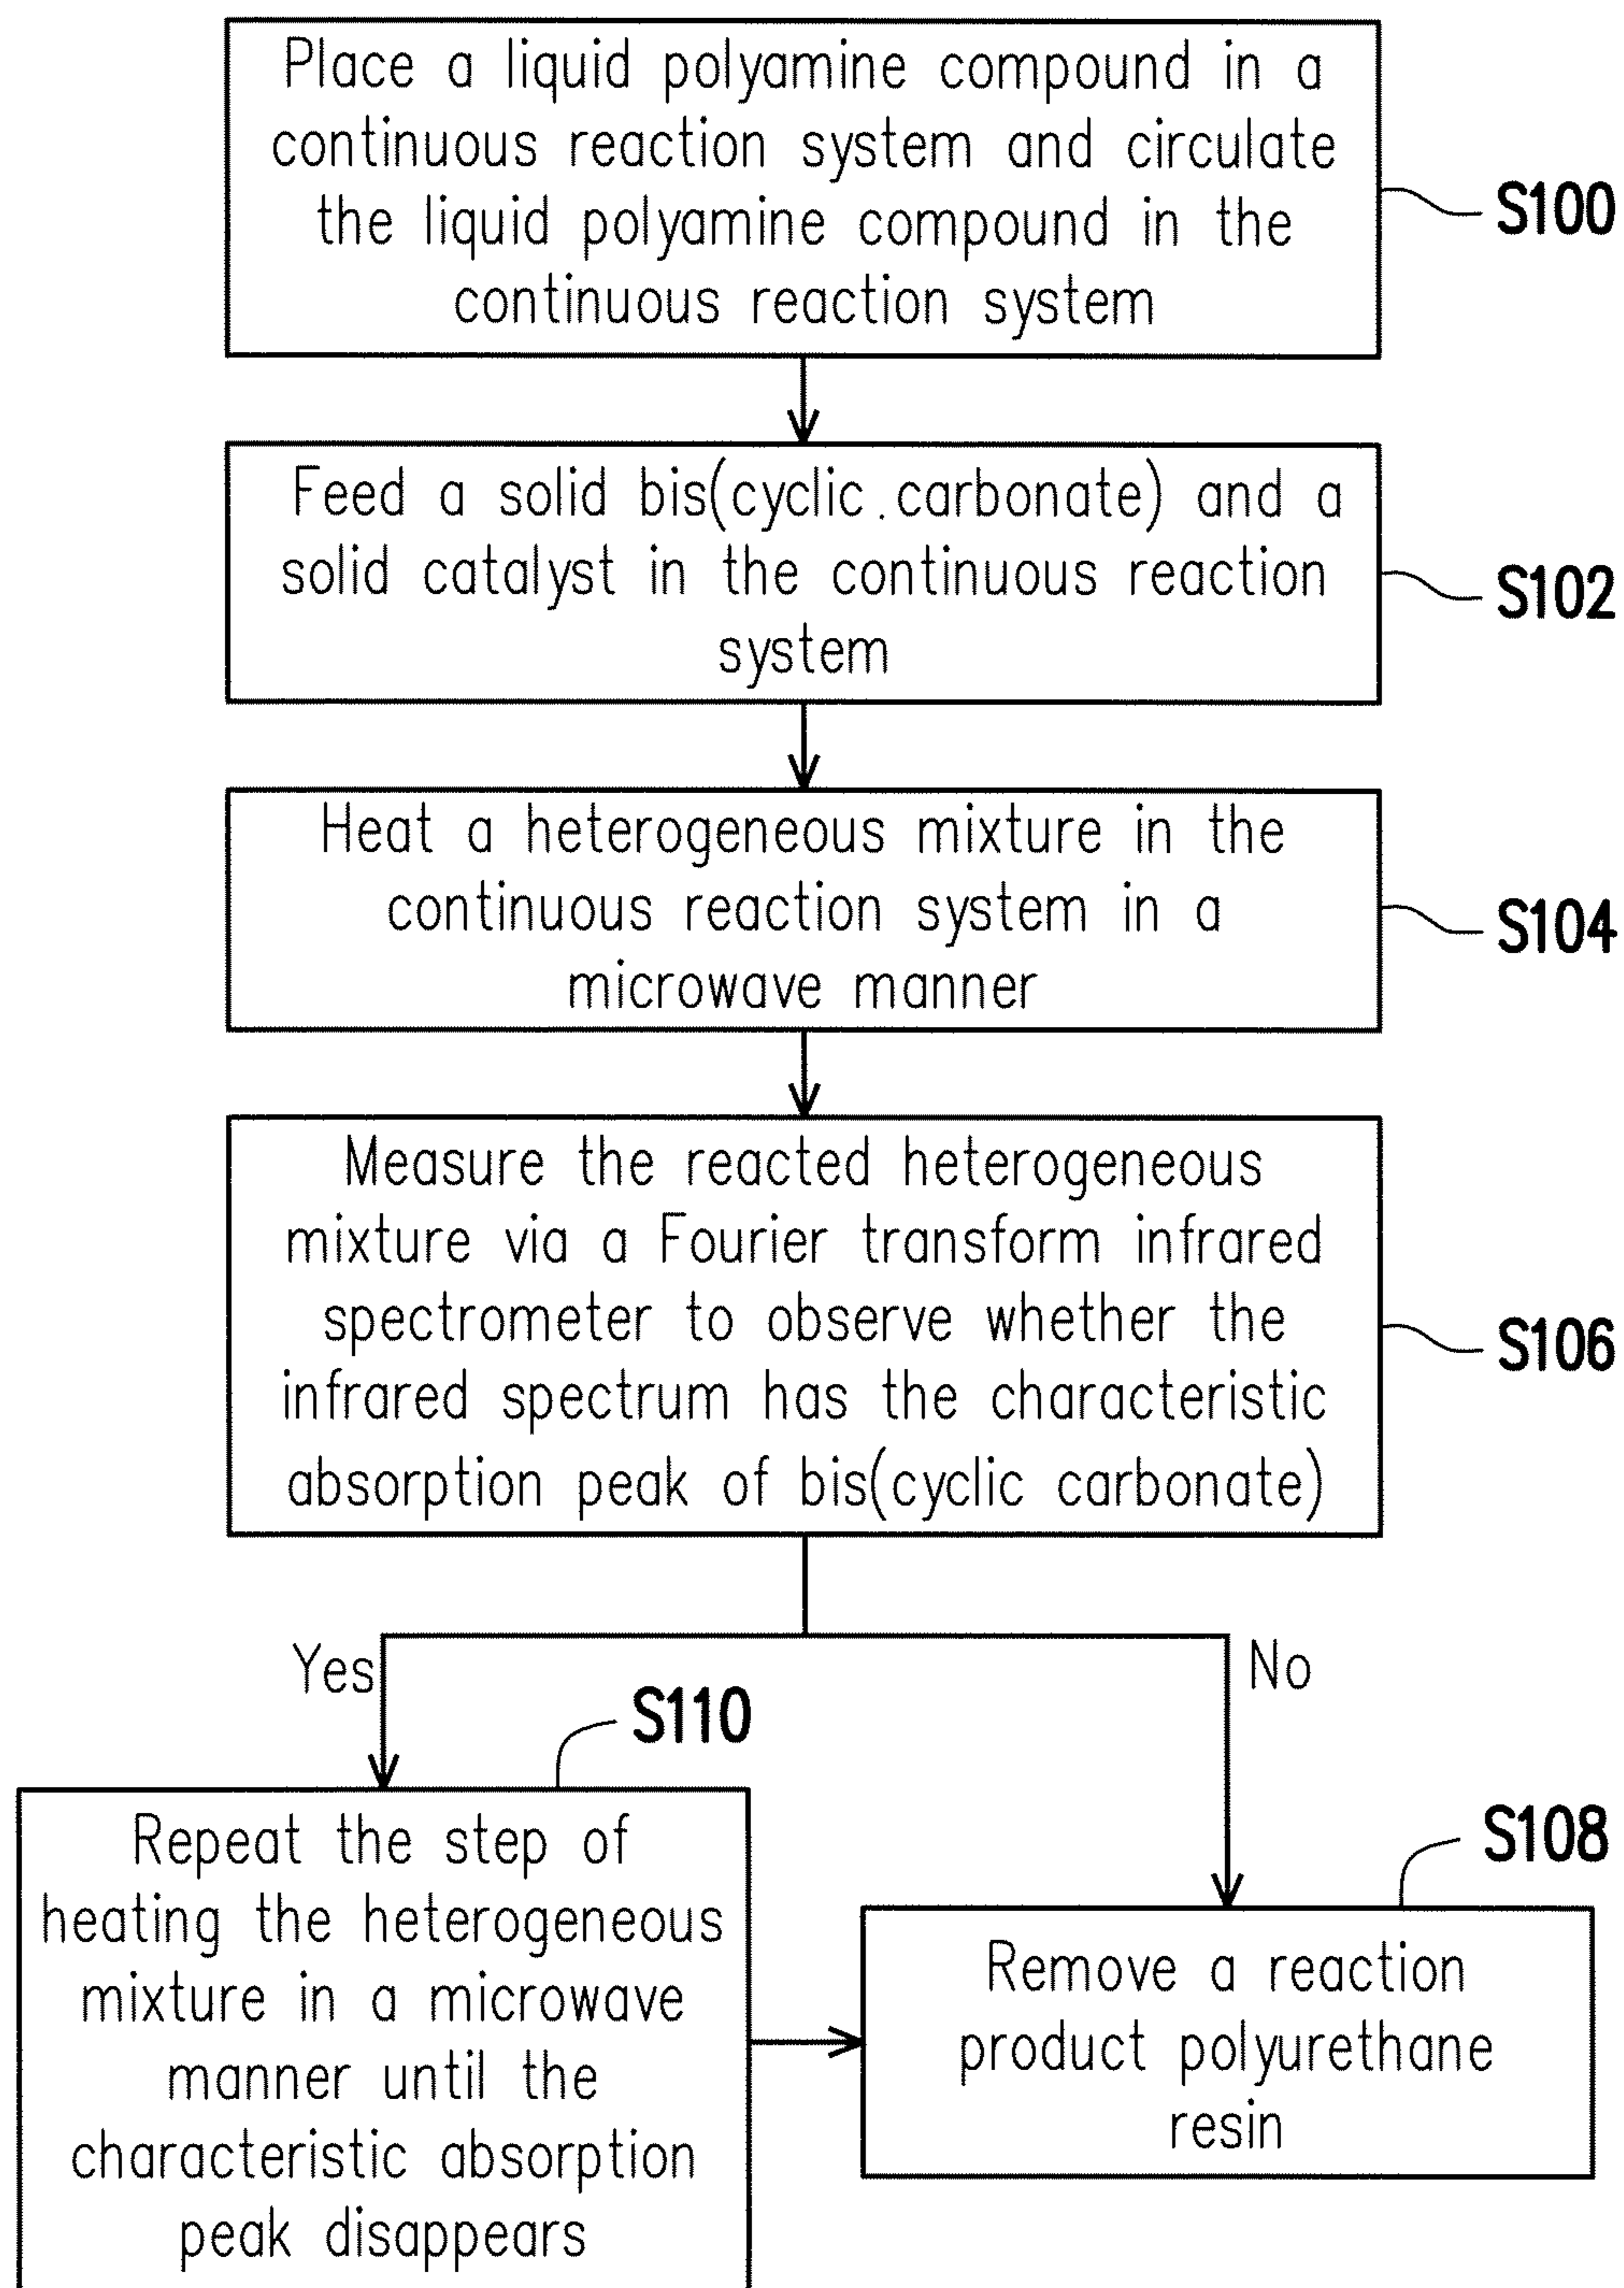 Place a liquid polyamine compound in a
continuous reaction system and circulate
the liquid polyamine compound in the
continuous reaction system
S100
Feed a solid bis(cyclic carbonate) and a
solid catalyst in the continuous reaction
system
S102
Heat a heterogeneous mixture in the
continuous reaction system in a
microwave manner
S104
Measure the reacted heterogeneous
mixture via a Fourier transform infrared
spectrometer to observe whether the
infrared spectrum has the characteristic
absorption peak of bis(cyclic carbonate)
S106
Yes
No
S110
Repeat the step of
heating the heterogeneous
mixture in a microwave
manner until the
characteristic absorption
peak disappears
S108
Remove a reaction
product polyurethane
resin